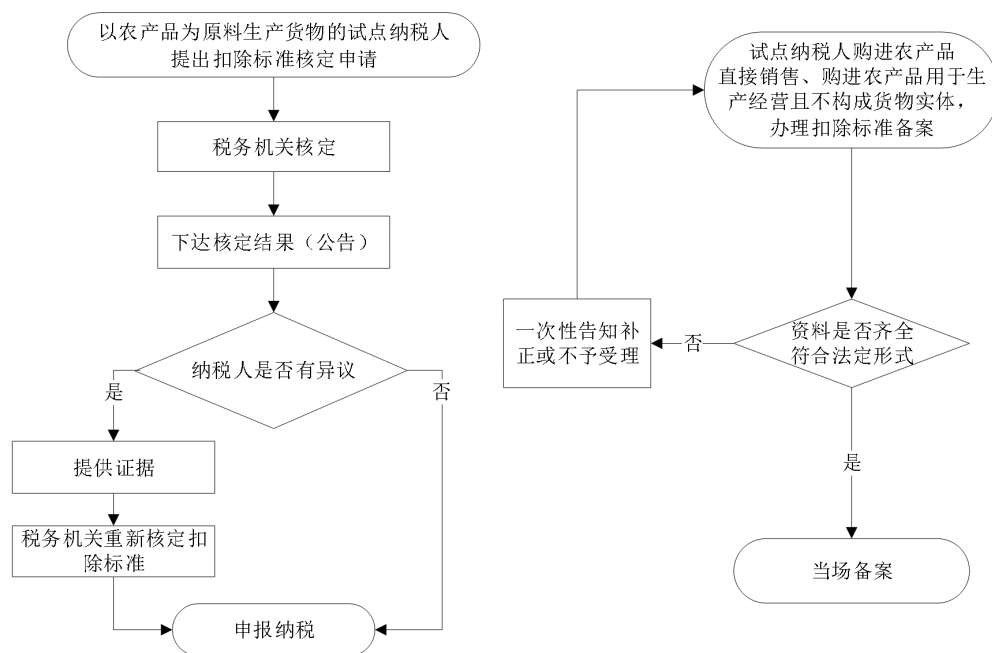 以农产品为原料生产货物的试点纳税人
提出扣除标准核定申请
税务机关核定
下达核定结果（公告）
纳税人是否有异议
是
否
提供证据
税务机关重新核定扣
除标准
申报纳税
试点纳税人购进农产品
直接销售、购进农产品用于生
产经营且不构成货物实体，
办理扣除标准备案
资料是否齐全
符合法定形式
否
一次性告知补
正或不予受理
是
当场备案